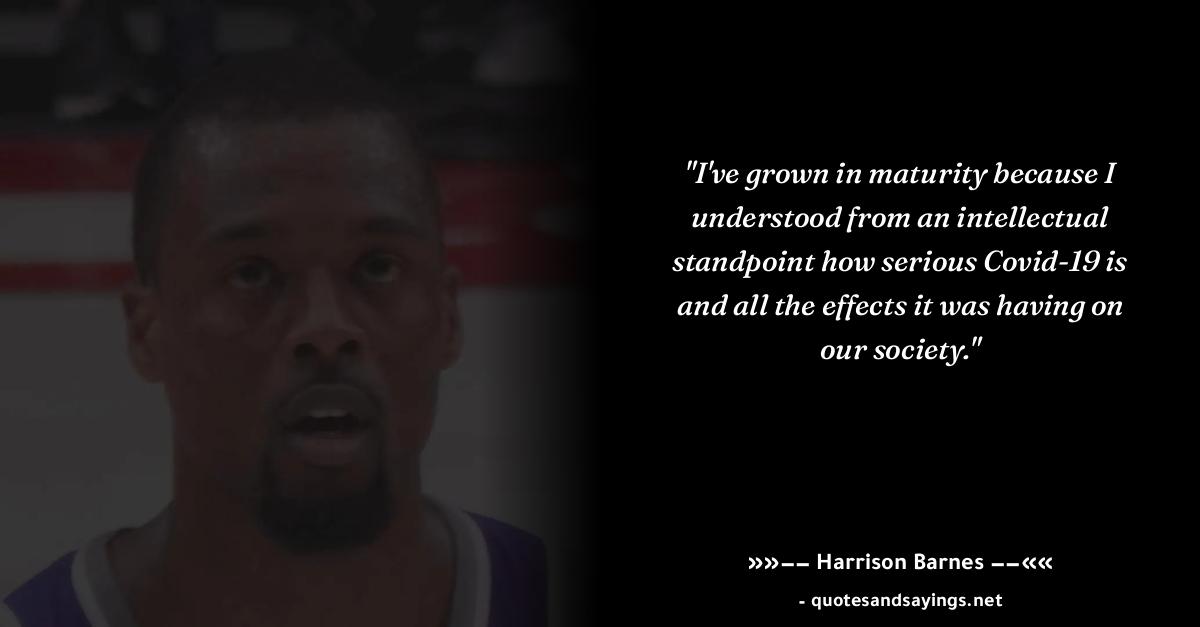 "I've grown in maturity because I
understood from an intellectual
standpoint how serious Covid-19 is
and all the effects it was having on
our society."
»»−− Harrison Barnes −−««
- quotesandsayings.net